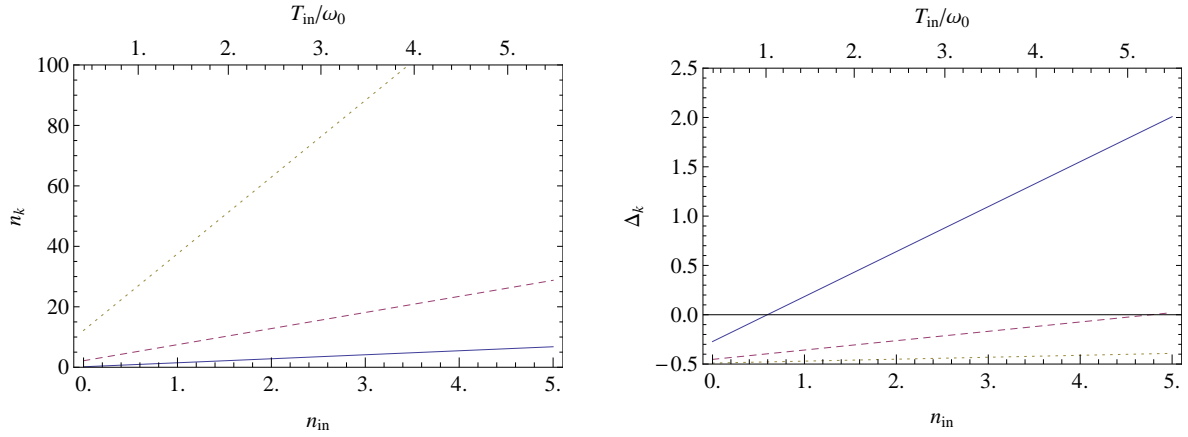 T_in/ω_0
1. 2. 3. 4. 5.
100
80
60
40
20
0
n_k
0. 1. 2. 3. 4. 5.
n_in
T_in/ω_0
1. 2. 3. 4. 5.
2.5
2.0
1.5
1.0
0.5
0.0
−0.5
Δ_k
0. 1. 2. 3. 4. 5.
n_in